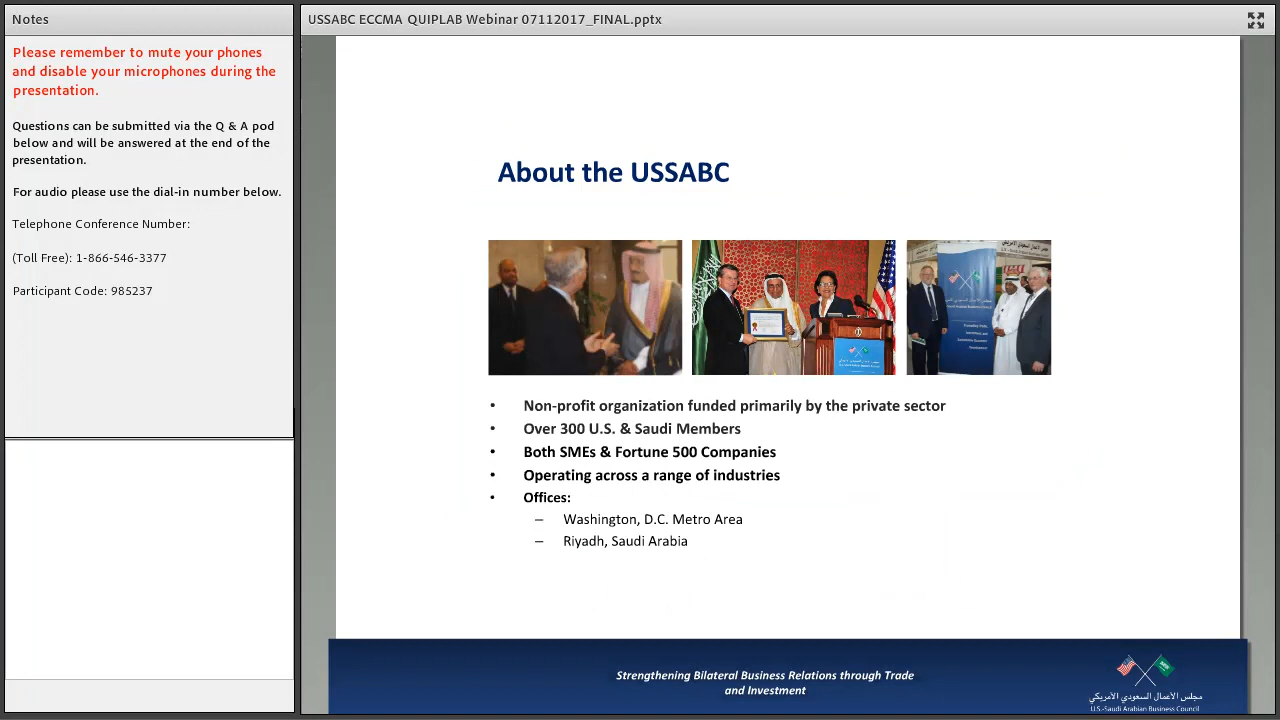 Notes
Please remember to mute your phones
and disable your microphones during the
presentation.
Questions can be submitted via the Q & A pod
below and will be answered at the end of the
presentation.
For audio please use the dial-in number below.
Telephone Conference Number:
(Toll Free): 1-866-546-3377
Participant Code: 985237
USSABC ECCMA QUIPLAB Webinar 07112017_FINAL.pptx
About the USSABC
• Non-profit organization funded primarily by the private sector
• Over 300 U.S. & Saudi Members
• Both SMEs & Fortune 500 Companies
• Operating across a range of industries
• Offices:
– Washington, D.C. Metro Area
– Riyadh, Saudi Arabia
Strengthening Bilateral Business Relations through Trade
and Investment
مجلس الأعمال السعودي الأمريكي
U.S.-Saudi Arabian Business Council